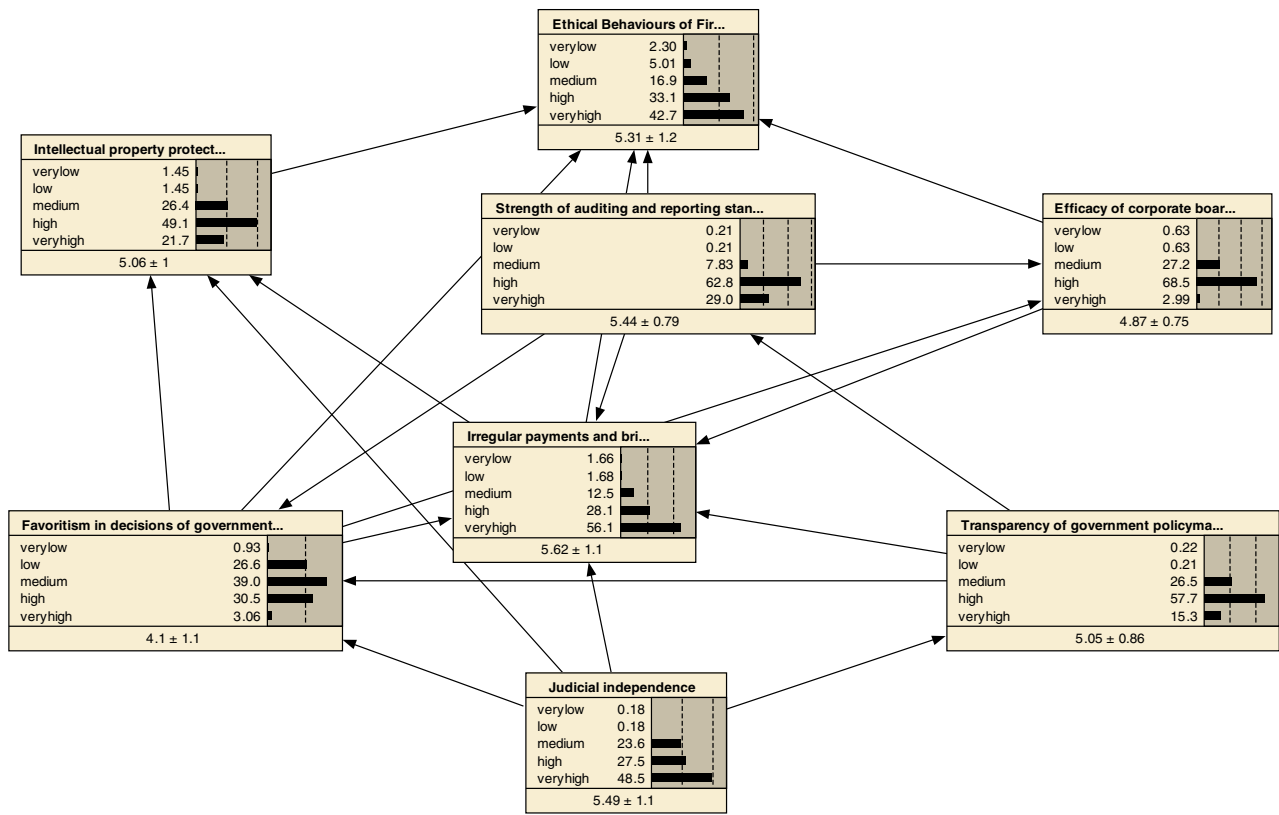 Ethical Behaviours of Fir...
verylow 2.30
low 5.01
medium 16.9
high 33.1
veryhigh 42.7
5.31 ± 1.2
Intellectual property protect...
verylow 1.45
low 1.45
medium 26.4
high 49.1
veryhigh 21.7
5.06 ± 1
Strength of auditing and reporting stan...
verylow 0.21
low 0.21
medium 7.83
high 62.8
veryhigh 29.0
5.44 ± 0.79
Efficacy of corporate boar...
verylow 0.63
low 0.63
medium 27.2
high 68.5
veryhigh 2.99
4.87 ± 0.75
Irregular payments and bri...
verylow 1.66
low 1.68
medium 12.5
high 28.1
veryhigh 56.1
5.62 ± 1.1
Favoritism in decisions of government...
verylow 0.93
low 26.6
medium 39.0
high 30.5
veryhigh 3.06
4.1 ± 1.1
Transparency of government policyma...
verylow 0.22
low 0.21
medium 26.5
high 57.7
veryhigh 15.3
5.05 ± 0.86
Judicial independence
verylow 0.18
low 0.18
medium 23.6
high 27.5
veryhigh 48.5
5.49 ± 1.1